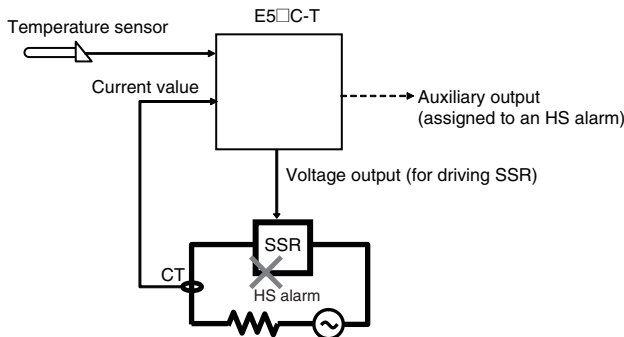 E5□C-T
Temperature sensor
Current value
Auxiliary output
(assigned to an HS alarm)
Voltage output (for driving SSR)
SSR
CT
HS alarm